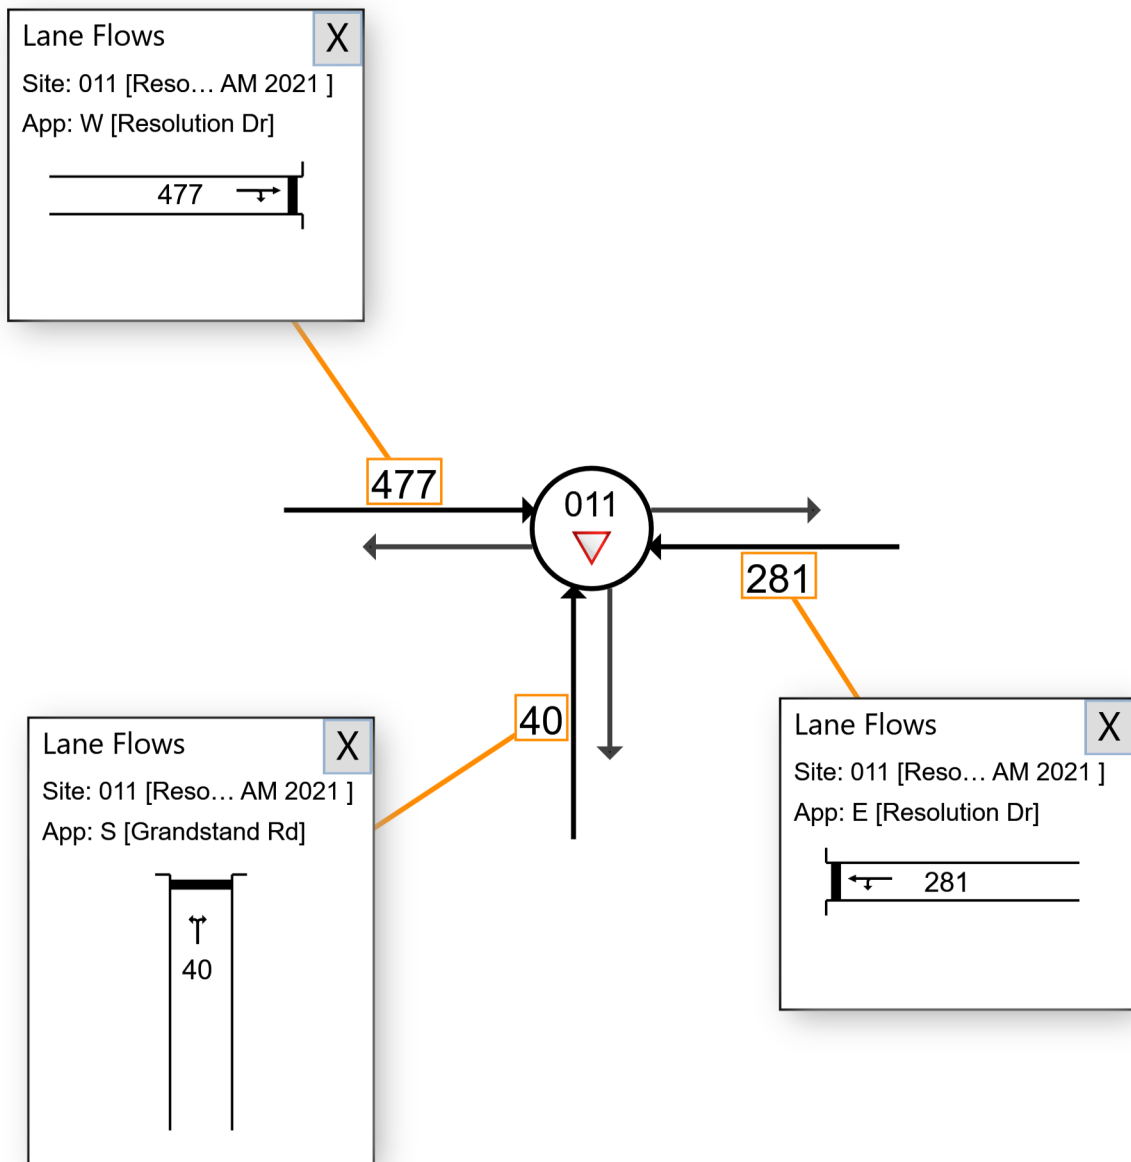 Lane Flows X
Site: 011 [Reso... AM 2021 ]
App: W [Resolution Dr]
477
477
011
281
40
Lane Flows X
Site: 011 [Reso... AM 2021 ]
App: S [Grandstand Rd]
40
Lane Flows X
Site: 011 [Reso... AM 2021 ]
App: E [Resolution Dr]
281